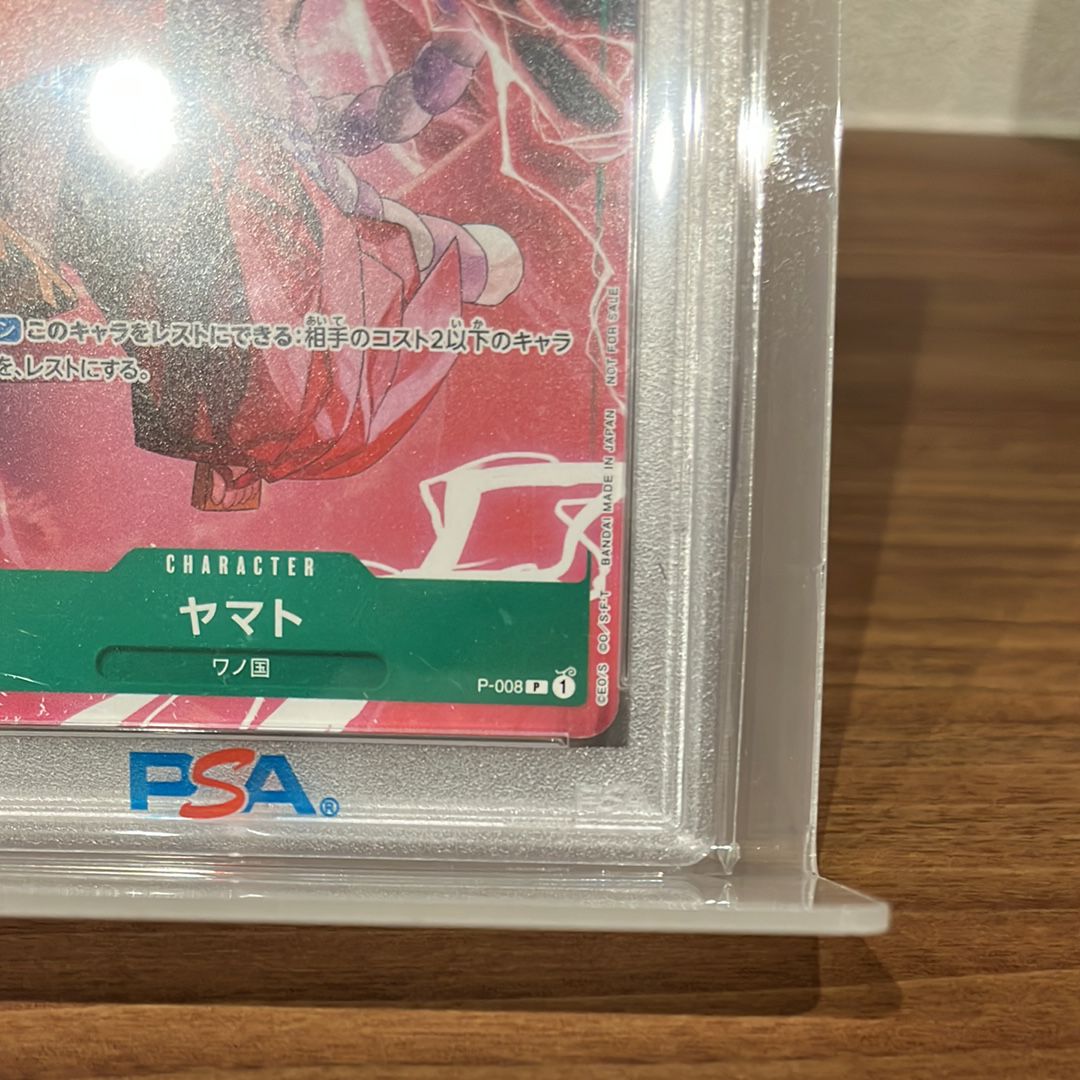 ン このキャラをレストにできる:相手のコスト2以下のキャラ
を、レストにする。
CHARACTER
ヤマト
ワノ国
P-008 P 1
©EO/S ©O/S・F・T BANDAI MADE IN JAPAN NOT FOR SALE
PSA®